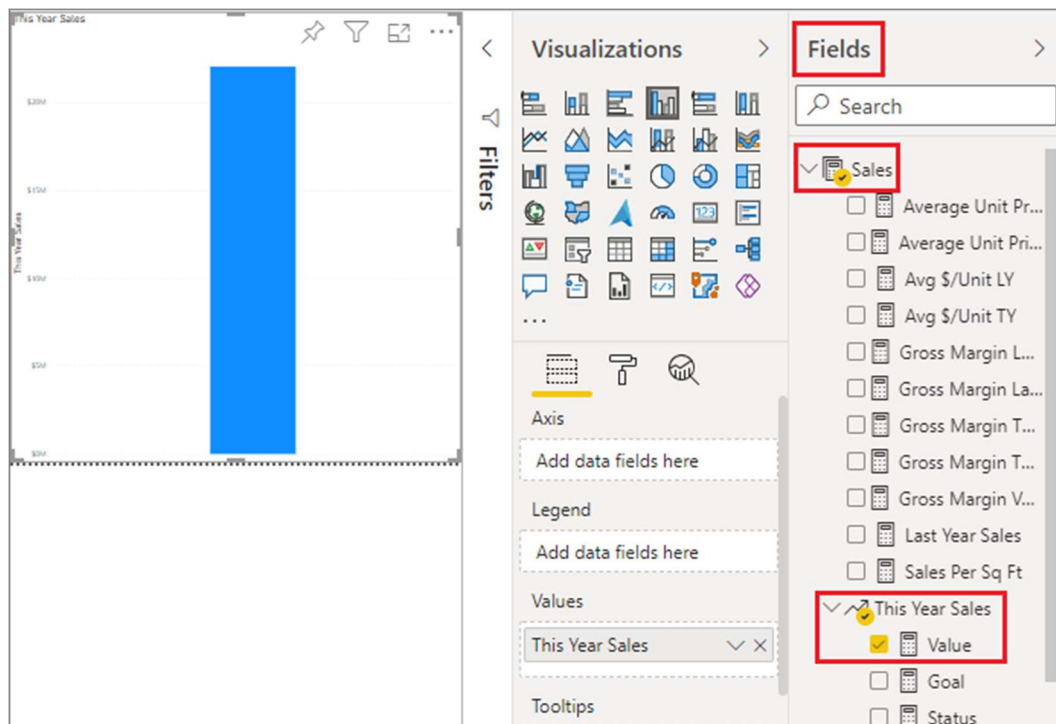 This Year Sales
$20M
$15M
$10M
$5M
$0M
This Year Sales
Filters
Visualizations
123
Axis
Add data fields here
Legend
Add data fields here
Values
This Year Sales
Tooltips
Fields
Search
Sales
Average Unit Pr...
Average Unit Pri...
Avg $/Unit LY
Avg $/Unit TY
Gross Margin L...
Gross Margin La...
Gross Margin T...
Gross Margin T...
Gross Margin V...
Last Year Sales
Sales Per Sq Ft
This Year Sales
Value
Goal
Status